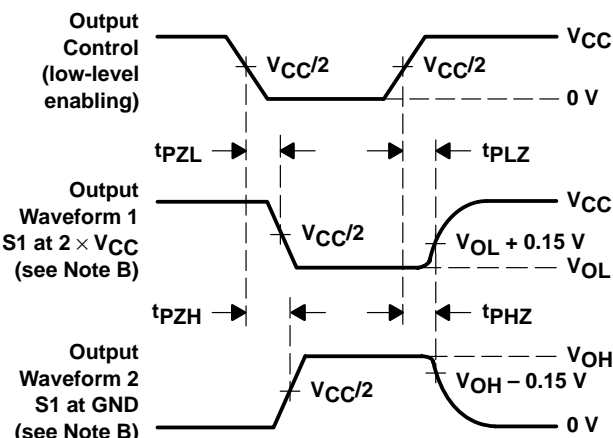 Output
Control
(low-level
enabling)
VCC
VCC/2
VCC/2
0 V
tPZL
tPLZ
Output
Waveform 1
S1 at 2 × VCC
(see Note B)
VCC
VCC/2
VOL + 0.15 V
VOL
tPZH
tPHZ
Output
Waveform 2
S1 at GND
(see Note B)
VOH
VCC/2
VOH – 0.15 V
0 V